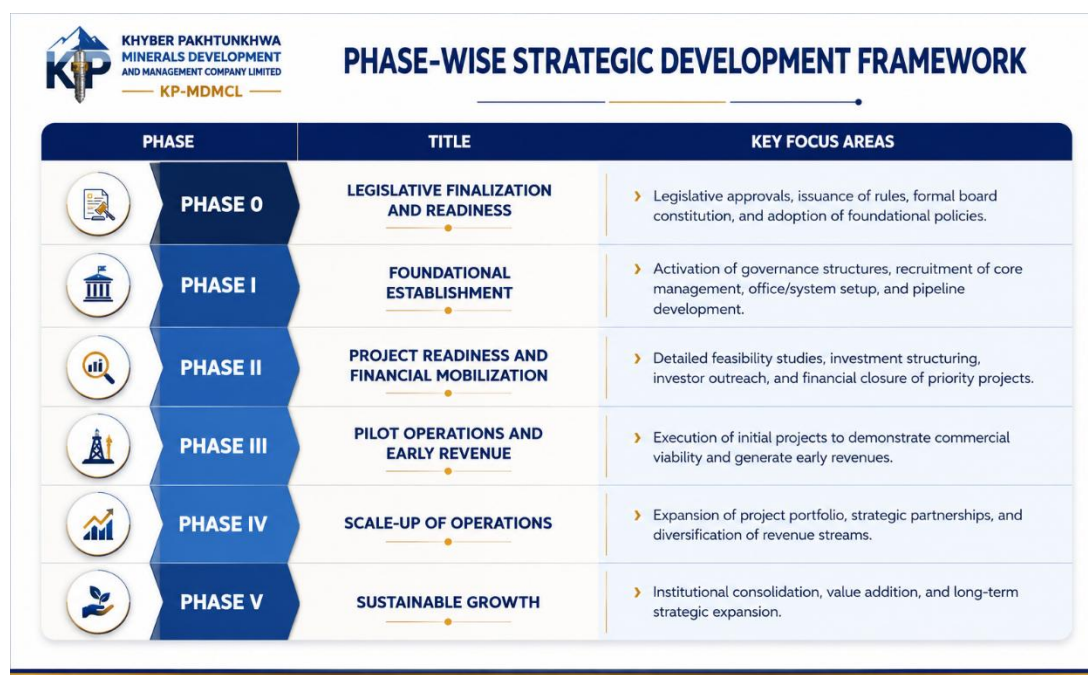 KHYBER PAKHTUNKHWA
MINERALS DEVELOPMENT
AND MANAGEMENT COMPANY LIMITED
KP-MDMCL
KP
PHASE-WISE STRATEGIC DEVELOPMENT FRAMEWORK
PHASE TITLE KEY FOCUS AREAS
PHASE 0
LEGISLATIVE FINALIZATION
AND READINESS
› Legislative approvals, issuance of rules, formal board
constitution, and adoption of foundational policies.
PHASE I
FOUNDATIONAL
ESTABLISHMENT
› Activation of governance structures, recruitment of core
management, office/system setup, and pipeline
development.
PHASE II
PROJECT READINESS AND
FINANCIAL MOBILIZATION
› Detailed feasibility studies, investment structuring,
investor outreach, and financial closure of priority projects.
PHASE III
PILOT OPERATIONS AND
EARLY REVENUE
› Execution of initial projects to demonstrate commercial
viability and generate early revenues.
PHASE IV
SCALE-UP OF OPERATIONS
› Expansion of project portfolio, strategic partnerships, and
diversification of revenue streams.
PHASE V
SUSTAINABLE GROWTH
› Institutional consolidation, value addition, and long-term
strategic expansion.